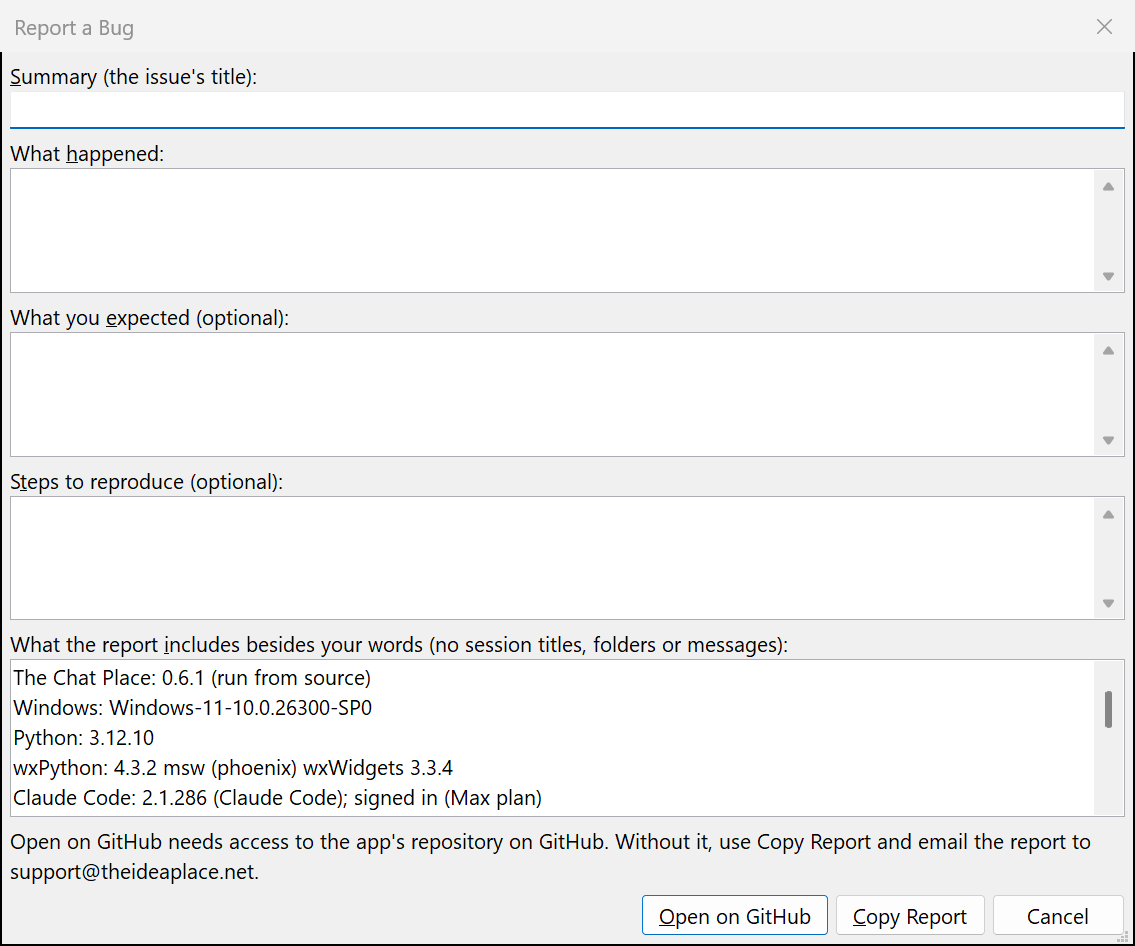 Report a Bug
Summary (the issue's title):
What happened:
What you expected (optional):
Steps to reproduce (optional):
What the report includes besides your words (no session titles, folders or messages):
The Chat Place: 0.6.1 (run from source)
Windows: Windows-11-10.0.26300-SP0
Python: 3.12.10
wxPython: 4.3.2 msw (phoenix) wxWidgets 3.3.4
Claude Code: 2.1.286 (Claude Code); signed in (Max plan)
Open on GitHub needs access to the app's repository on GitHub. Without it, use Copy Report and email the report to
support@theideaplace.net.
Open on GitHub
Copy Report
Cancel